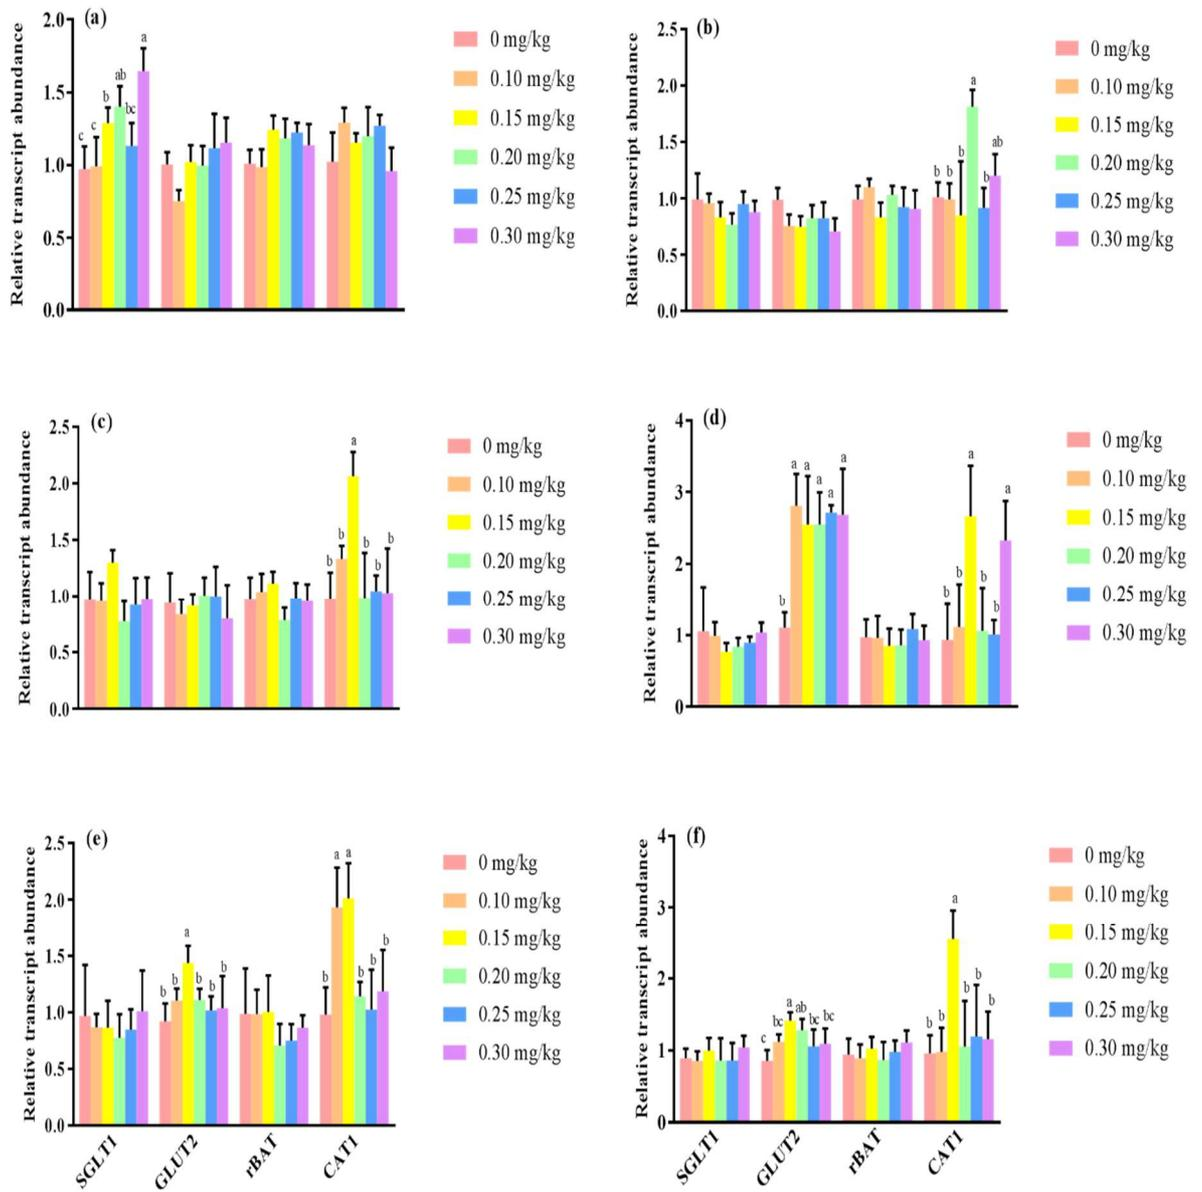 (a)
Relative transcript abundance
2.0
1.5
1.0
0.5
0.0
c
c
b
ab
bc
a
0 mg/kg
0.10 mg/kg
0.15 mg/kg
0.20 mg/kg
0.25 mg/kg
0.30 mg/kg
(b)
Relative transcript abundance
2.5
2.0
1.5
1.0
0.5
0.0
b
b
b
a
b
ab
0 mg/kg
0.10 mg/kg
0.15 mg/kg
0.20 mg/kg
0.25 mg/kg
0.30 mg/kg
(c)
Relative transcript abundance
2.5
2.0
1.5
1.0
0.5
0.0
b
b
a
b
b
b
0 mg/kg
0.10 mg/kg
0.15 mg/kg
0.20 mg/kg
0.25 mg/kg
0.30 mg/kg
(d)
Relative transcript abundance
4
3
2
1
0
b
a
a
a
a
a
b
b
a
b
b
a
0 mg/kg
0.10 mg/kg
0.15 mg/kg
0.20 mg/kg
0.25 mg/kg
0.30 mg/kg
(e)
Relative transcript abundance
2.5
2.0
1.5
1.0
0.5
0.0
b
b
a
b
b
b
b
a
a
b
b
b
0 mg/kg
0.10 mg/kg
0.15 mg/kg
0.20 mg/kg
0.25 mg/kg
0.30 mg/kg
SGLT1
GLUT2
rBAT
CAT1
(f)
Relative transcript abundance
4
3
2
1
0
c
bc
a
ab
bc
bc
b
b
a
b
b
b
0 mg/kg
0.10 mg/kg
0.15 mg/kg
0.20 mg/kg
0.25 mg/kg
0.30 mg/kg
SGLT1
GLUT2
rBAT
CAT1